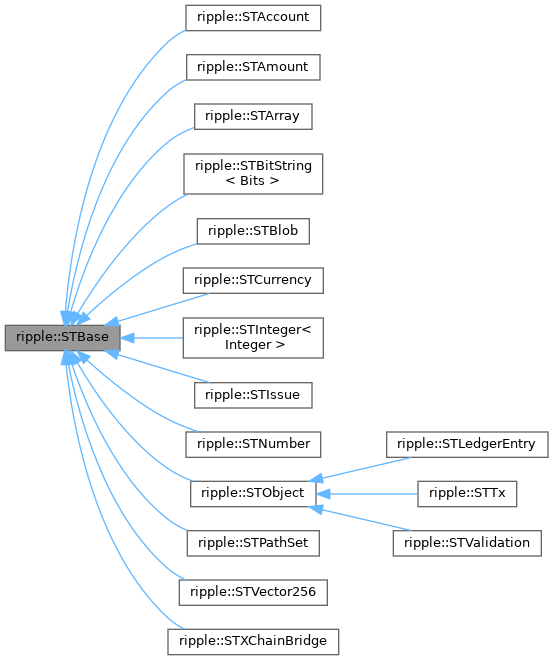 ripple::STAccount
ripple::STAmount
ripple::STArray
ripple::STBitString
< Bits >
ripple::STBlob
ripple::STCurrency
ripple::STBase
ripple::STInteger<
Integer >
ripple::STIssue
ripple::STNumber
ripple::STLedgerEntry
ripple::STObject
ripple::STTx
ripple::STPathSet
ripple::STValidation
ripple::STVector256
ripple::STXChainBridge